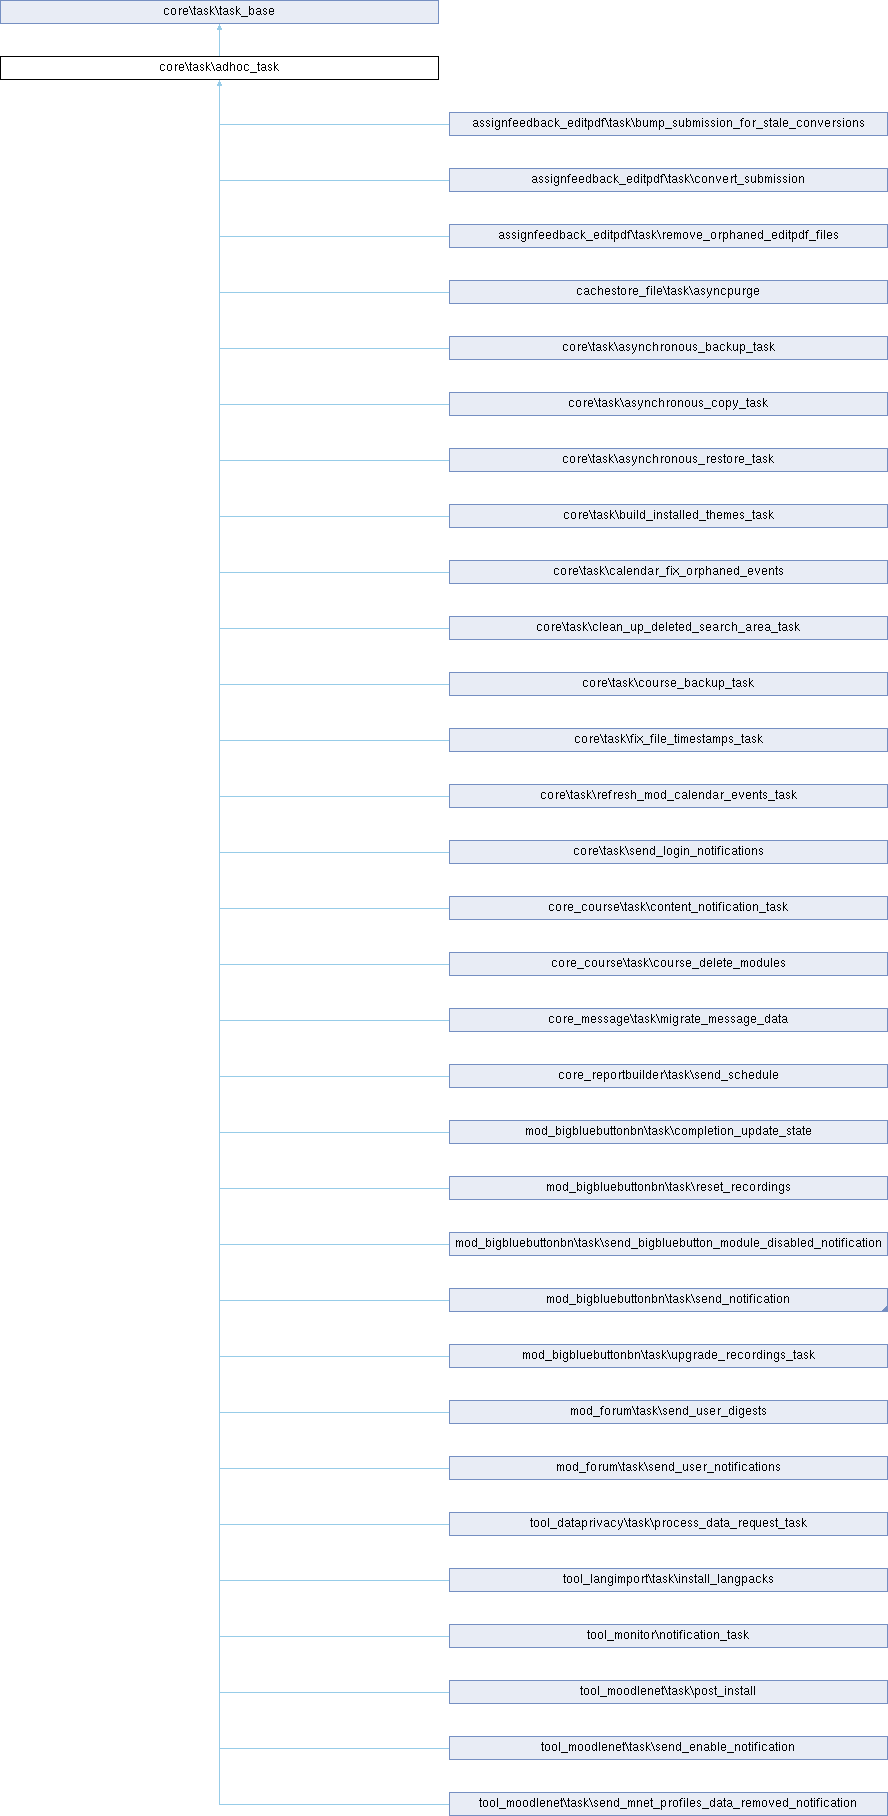 core\task\task_base
core\task\adhoc_task
assignfeedback_editpdf\task\bump_submission_for_stale_conversions
assignfeedback_editpdf\task\convert_submission
assignfeedback_editpdf\task\remove_orphaned_editpdf_files
cachestore_file\task\asyncpurge
core\task\asynchronous_backup_task
core\task\asynchronous_copy_task
core\task\asynchronous_restore_task
core\task\build_installed_themes_task
core\task\calendar_fix_orphaned_events
core\task\clean_up_deleted_search_area_task
core\task\course_backup_task
core\task\fix_file_timestamps_task
core\task\refresh_mod_calendar_events_task
core\task\send_login_notifications
core_course\task\content_notification_task
core_course\task\course_delete_modules
core_message\task\migrate_message_data
core_reportbuilder\task\send_schedule
mod_bigbluebuttonbn\task\completion_update_state
mod_bigbluebuttonbn\task\reset_recordings
mod_bigbluebuttonbn\task\send_bigbluebutton_module_disabled_notification
mod_bigbluebuttonbn\task\send_notification
mod_bigbluebuttonbn\task\upgrade_recordings_task
mod_forum\task\send_user_digests
mod_forum\task\send_user_notifications
tool_dataprivacy\task\process_data_request_task
tool_langimport\task\install_langpacks
tool_monitor\notification_task
tool_moodlenet\task\post_install
tool_moodlenet\task\send_enable_notification
tool_moodlenet\task\send_mnet_profiles_data_removed_notification